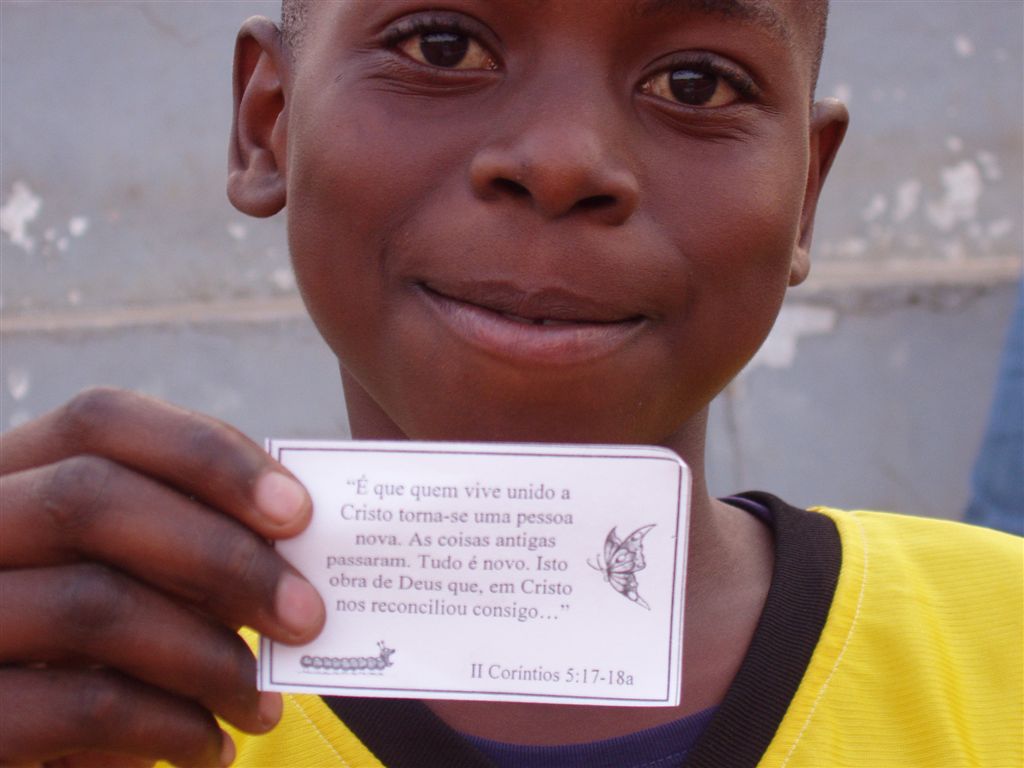 “É que quem vive unido a
Cristo torna-se uma pessoa
nova. As coisas antigas
passaram. Tudo é novo. Isto
obra de Deus que, em Cristo
nos reconciliou consigo…”
II Coríntios 5:17-18a